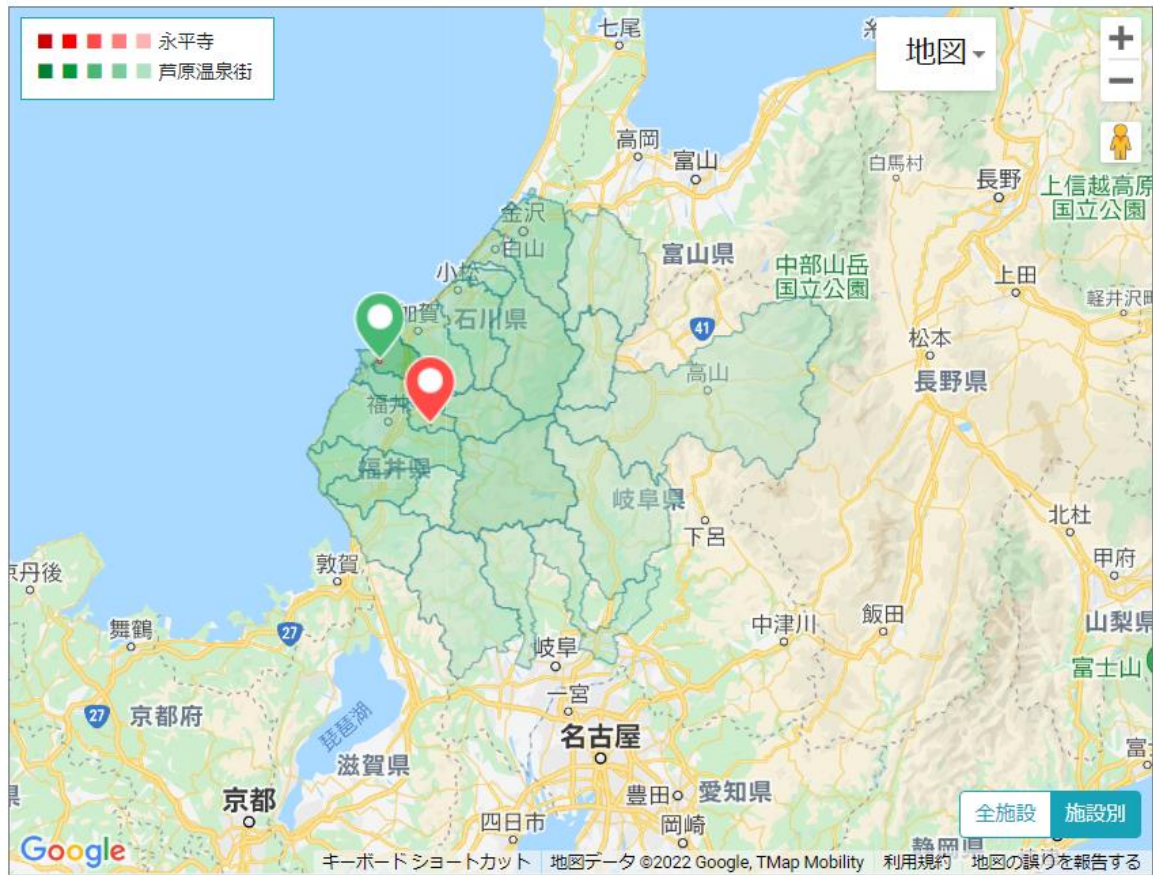 永平寺
芦原温泉街
地図
七尾
高岡
富山
白馬村
長野
上信越高原
国立公園
金沢
白山
富山県
中部山岳
国立公園
小松
上田
加賀
石川県
41
軽井沢町
松本
高山
長野県
福井
福井県
岐阜県
下呂
北杜
敦賀
甲府
京丹後
舞鶴
27
中津川
飯田
山梨県
岐阜
富士山
一宮
27
京都府
琵琶湖
名古屋
滋賀県
豊田
愛知県
京都
全施設
施設別
四日市
岡崎
静岡県
Google
キーボード ショートカット
地図データ ©2022 Google, TMap Mobility
利用規約
地図の誤りを報告する